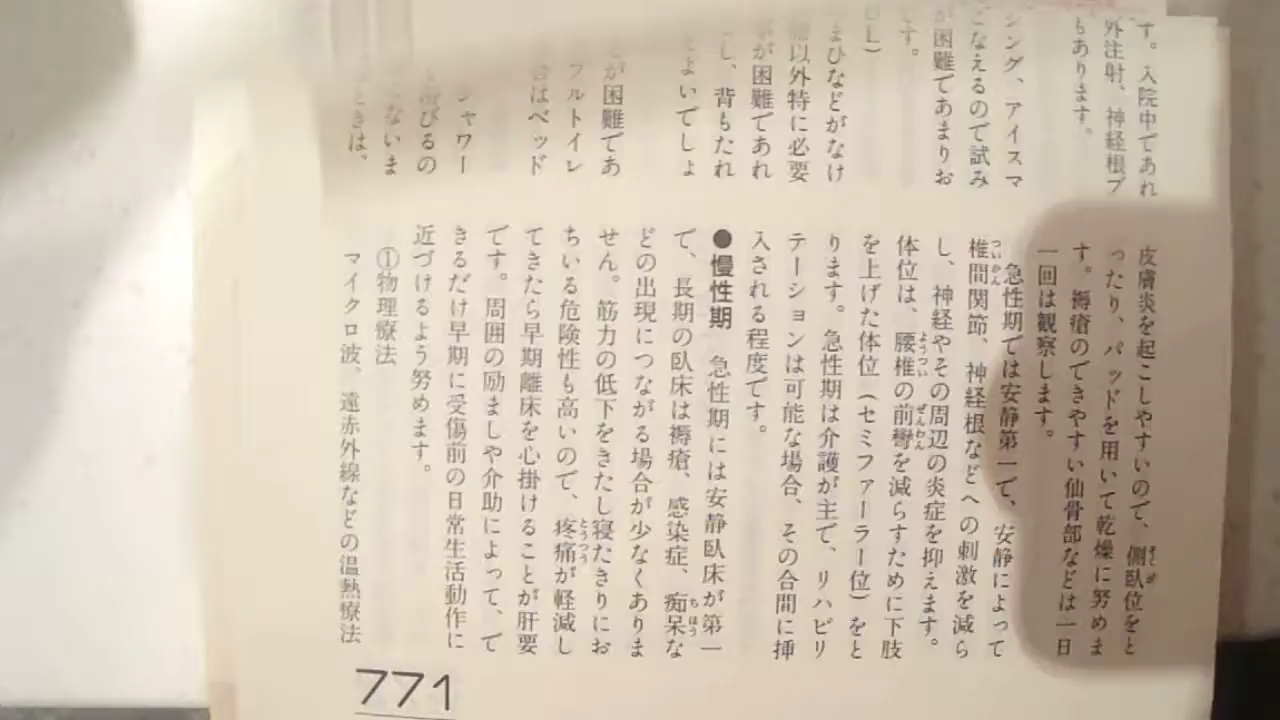 す。入院中であれ
外注射、神経根ブ
もあります。
シング、アイスマ
こなえるので試み
が困難であまりお
す。
まひなどがなけ
以外特に必要
が困難であれ
し、背もたれ
よいでしょ
が困難であ
フルトイレ
合はベッド
シャワー
浴びるの
ないま
ときは、
皮膚炎を起こしやすいので、側臥位をと
ったり、パッドを用いて乾燥に努めま
す。褥瘡のできやすい仙骨部などは一日
一回は観察します。
急性期では安静第一で、安静によって
椎間関節、神経根などへの刺激を減ら
し、神経やその周辺の炎症を抑えます。
体位は、腰椎の前彎を減らすために下肢
を上げた体位（セミファーラー位）をと
ります。急性期は介護が主で、リハビリ
テーションは可能な場合、その合間に挿
入される程度です。
●慢性期　急性期には安静臥床が第一
で、長期の臥床は褥瘡、感染症、痴呆な
どの出現につながる場合が少なくありま
せん。筋力の低下をきたし寝たきりにお
ちいる危険性も高いので、疼痛が軽減し
てきたら早期離床を心掛けることが肝要
です。周囲の励ましや介助によって、で
きるだけ早期に受傷前の日常生活動作に
近づけるよう努めます。
①物理療法
マイクロ波、遠赤外線などの温熱療法
771